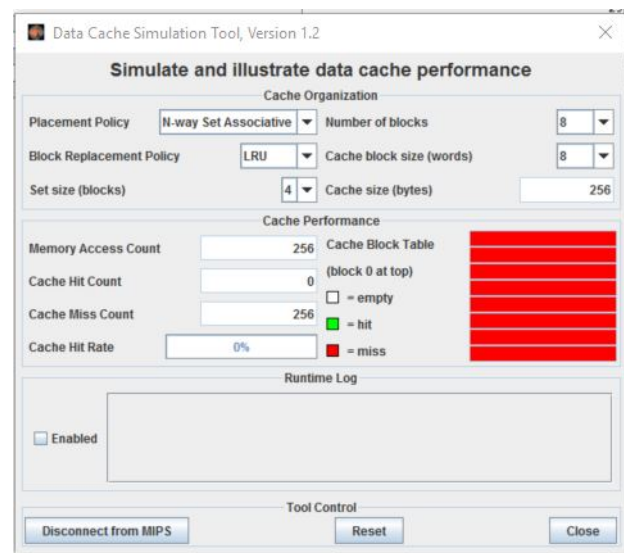 Data Cache Simulation Tool, Version 1.2
Simulate and illustrate data cache performance
Cache Organization
Placement Policy N-way Set Associative Number of blocks 8
Block Replacement Policy LRU Cache block size (words) 8
Set size (blocks) 4 Cache size (bytes) 256
Cache Performance
Memory Access Count 256 Cache Block Table
Cache Hit Count 0 (block 0 at top)
= empty
Cache Miss Count 256 = hit
Cache Hit Rate 0% = miss
Runtime Log
Enabled
Tool Control
Disconnect from MIPS Reset Close